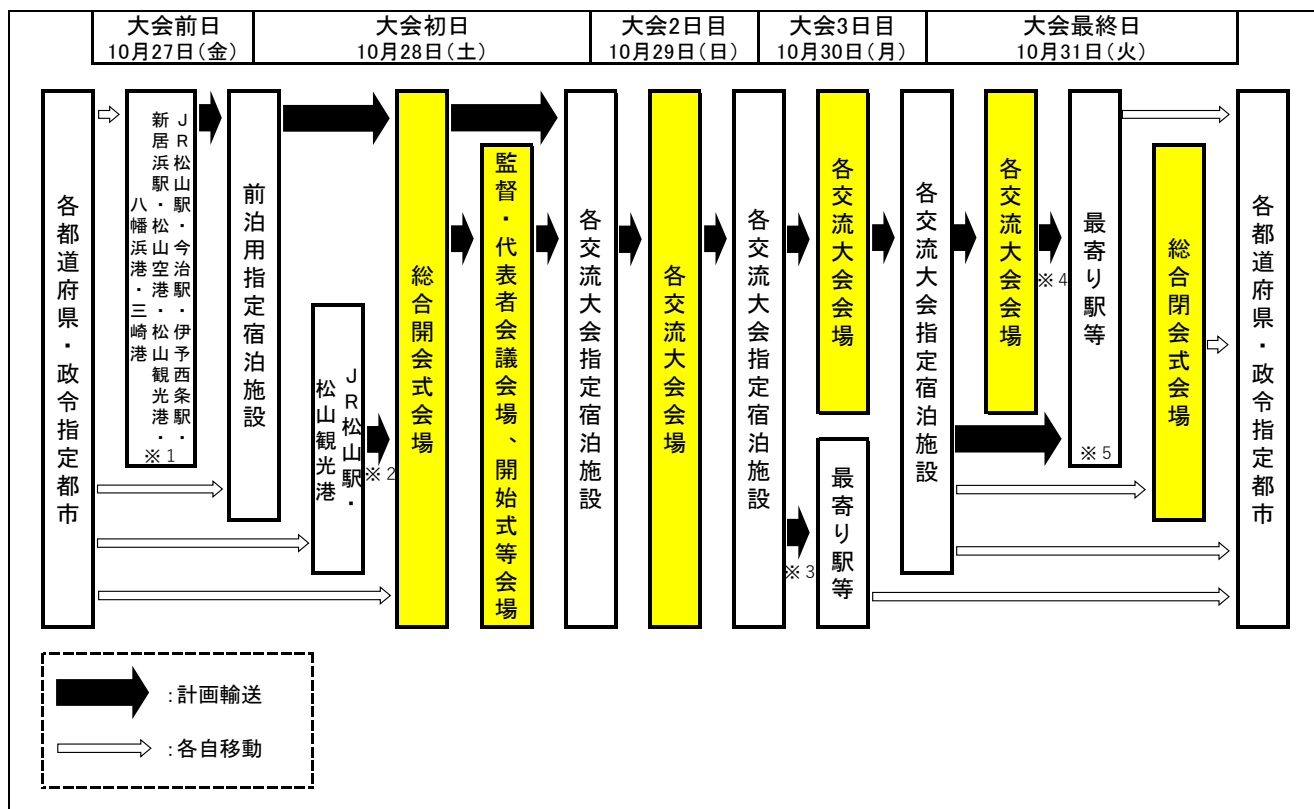 大会前日
10月27日(金)
大会初日
10月28日(土)
大会2日目
10月29日(日)
大会3日目
10月30日(月)
大会最終日
10月31日(火)
各都道府県・政令指定都市
JR松山駅・今治駅・伊予西条駅・
新居浜駅・松山空港・松山観光港・
八幡浜港・三崎港
※1
前泊用指定宿泊施設
JR松山駅・
松山観光港
※2
総合開会式会場
監督・代表者会議会場、開始式等会場
各交流大会指定宿泊施設
各交流大会会場
各交流大会指定宿泊施設
※3
各交流大会会場
最寄り駅等
各交流大会指定宿泊施設
各交流大会会場
※4
最寄り駅等
※5
総合閉会式会場
各都道府県・政令指定都市
:計画輸送
:各自移動